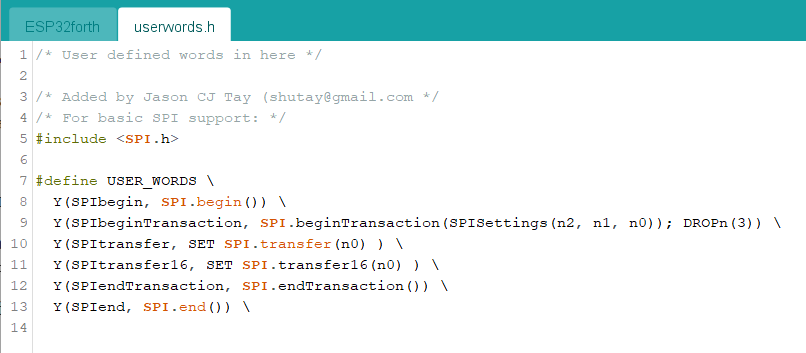 ESP32forth userwords.h
1 /* User defined words in here */
2
3 /* Added by Jason CJ Tay (shutay@gmail.com */
4 /* For basic SPI support: */
5 #include <SPI.h>
6
7 #define USER_WORDS \
8 Y(SPIbegin, SPI.begin()) \
9 Y(SPIbeginTransaction, SPI.beginTransaction(SPISettings(n2, n1, n0)); DROPn(3)) \
10 Y(SPItransfer, SET SPI.transfer(n0) ) \
11 Y(SPItransfer16, SET SPI.transfer16(n0) ) \
12 Y(SPIendTransaction, SPI.endTransaction()) \
13 Y(SPIend, SPI.end()) \
14